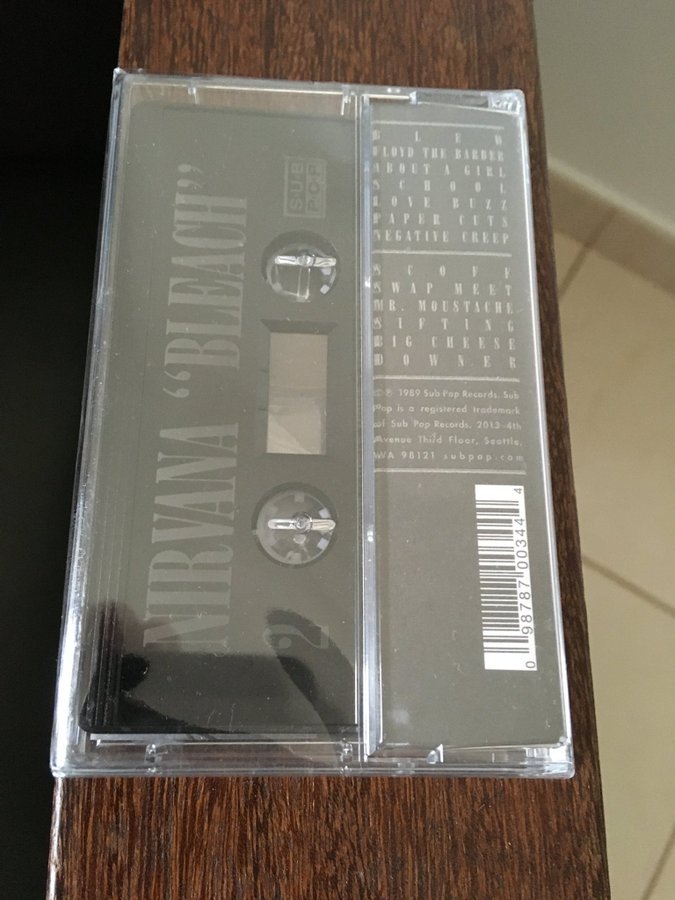 NIRVANA "BLEACH"
SUB
POP
2
BLEW
FLOYD THE BARBER
ABOUT A GIRL
SCHOOL
LOVE BUZZ
PAPER CUTS
NEGATIVE CREEP
SCOFF
SWAP MEET
MR. MOUSTACHE
SIFTING
BIG CHEESE
DOWNER
© ℗ 1989 Sub Pop Records. Sub
Pop is a registered trademark
of Sub Pop Records. 2013-4th
Avenue Third Floor, Seattle,
WA 98121 subpop.com
0 98787 00344 4